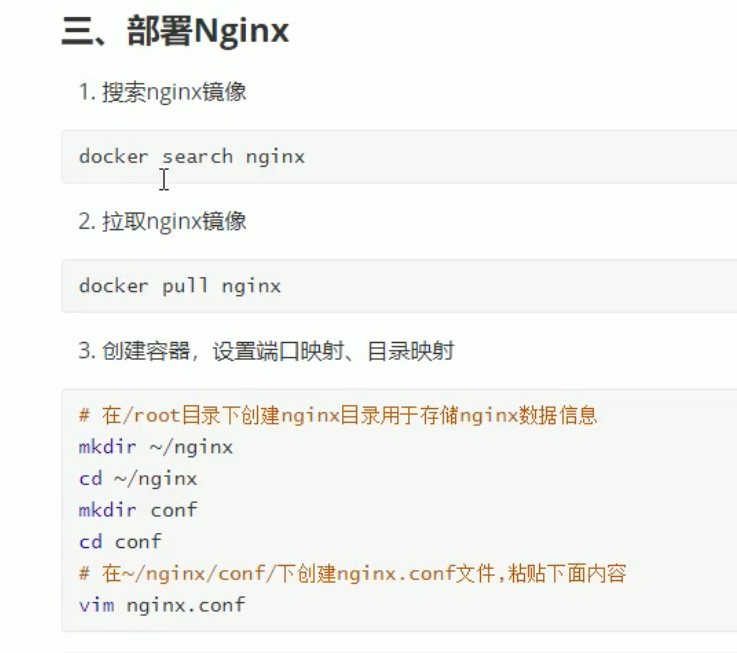 三、部署Nginx
1. 搜索nginx镜像
docker search nginx
2. 拉取nginx镜像
docker pull nginx
3. 创建容器，设置端口映射、目录映射
# 在/root目录下创建nginx目录用于存储nginx数据信息
mkdir ~/nginx
cd ~/nginx
mkdir conf
cd conf
# 在~/nginx/conf/下创建nginx.conf文件,粘贴下面内容
vim nginx.conf